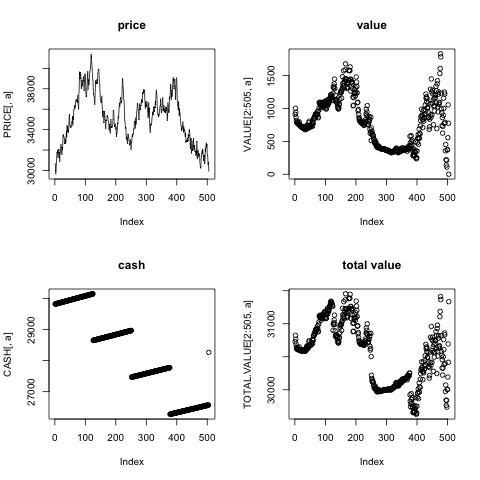 price
PRICE[, a]
30000 34000 38000
0 100 200 300 400 500
Index
value
VALUE[2:505, a]
0 500 1000 1500
0 100 200 300 400 500
Index
cash
CASH[, a]
27000 29000
0 100 200 300 400 500
Index
total value
TOTAL.VALUE[2:505, a]
30000 31000
0 100 200 300 400 500
Index